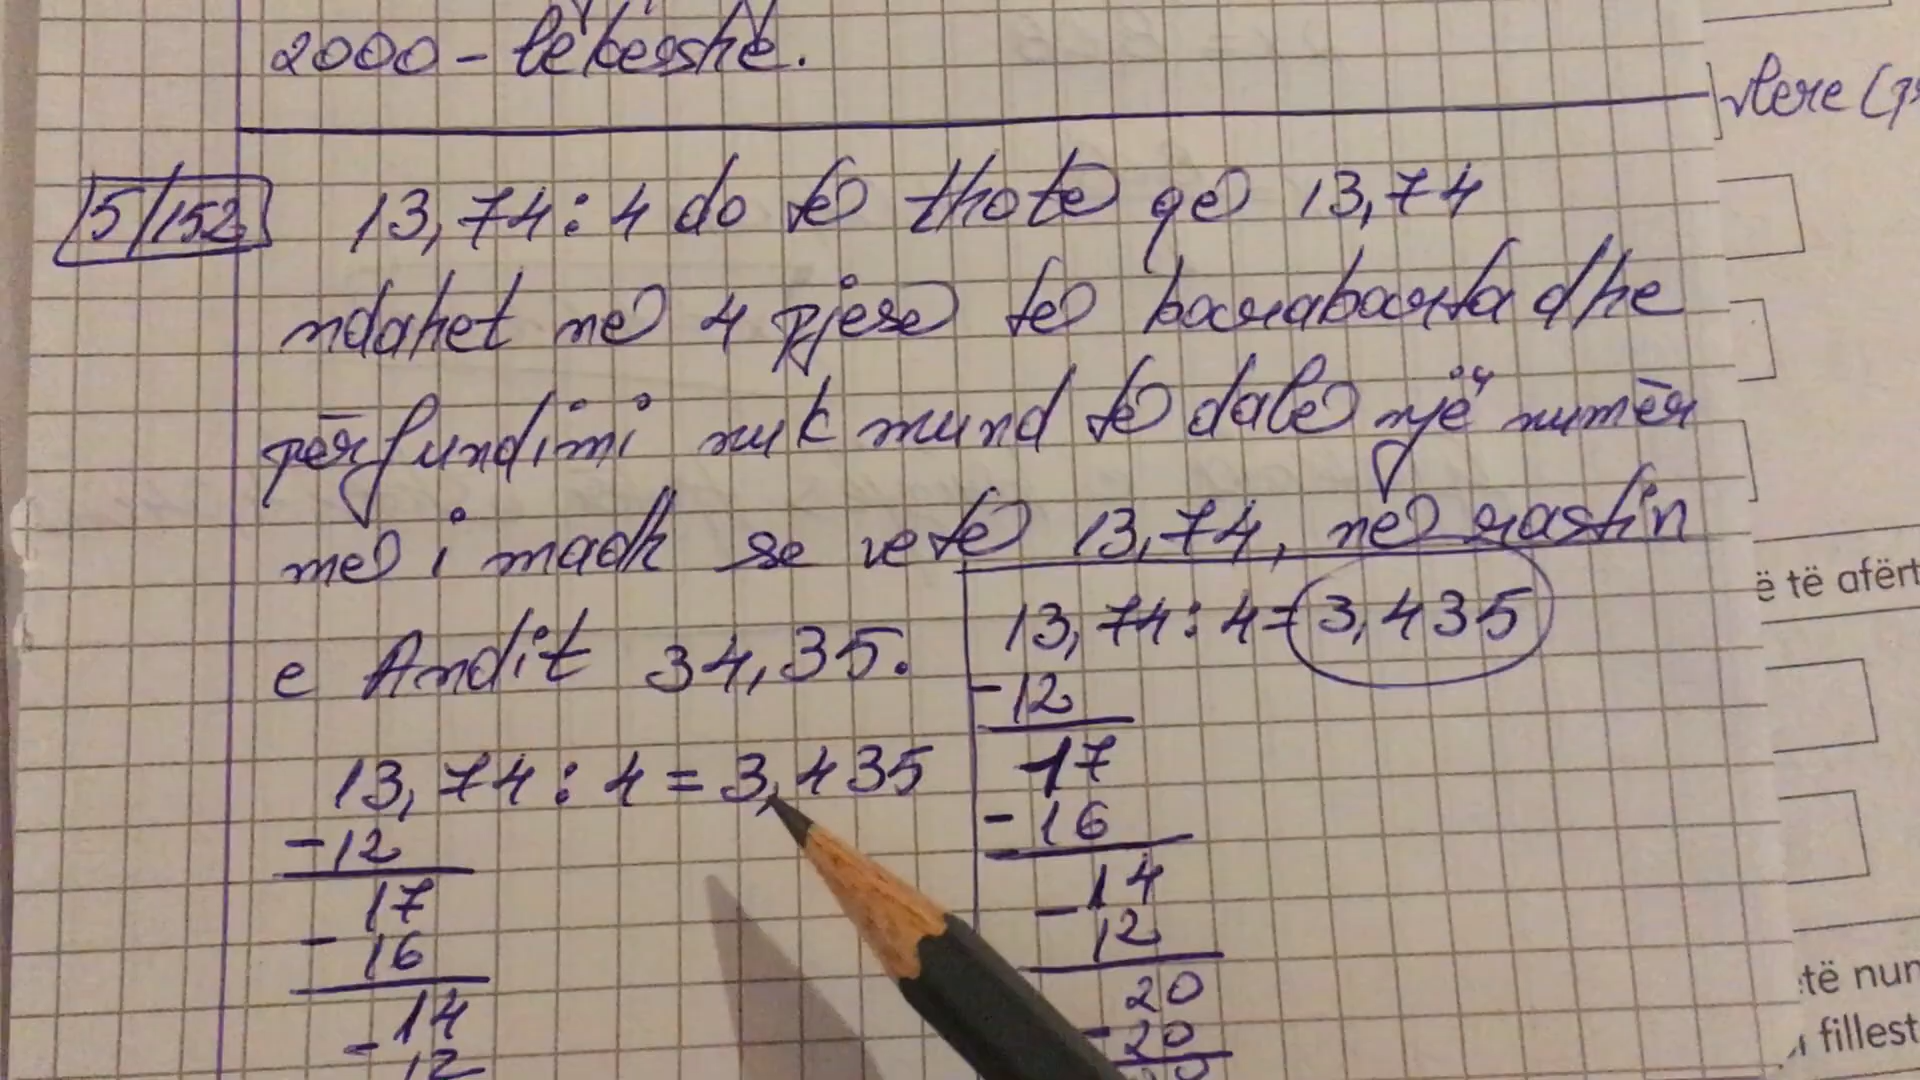 2000 - lekëshe.
vlere
5/152 13,74 : 4 do të thotë që 13,74
ndahet në 4 pjesë të barabarta dhe
përfundimi nuk mund të dalë një numër
më i madh se vetë 13,74, në rastin
e Andit 34,35.
13,74 : 4 = 3,435
-12
17
-16
-14
12
13,74 : 4 = 3,435
-12
17
-16
-14
12
20
-20
ë të afërt
të num
fillest